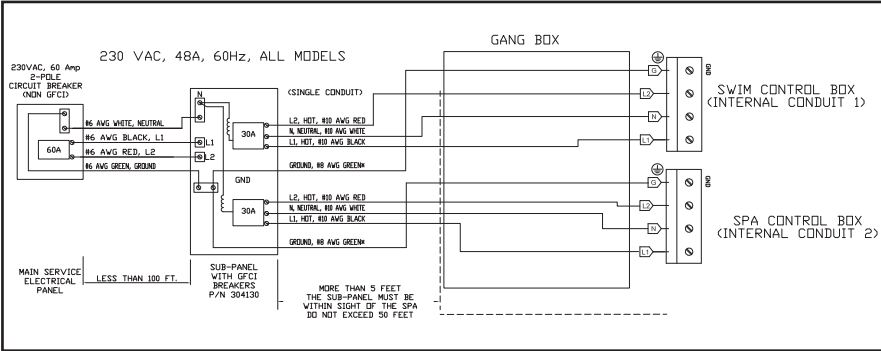 230 VAC, 48A, 60Hz, ALL MODELS
GANG BOX
230VAC, 60 Amp
2-POLE
CIRCUIT BREAKER
(NON GFCI)
60A
#6 AWG WHITE, NEUTRAL
#6 AWG BLACK, L1
#6 AWG RED, L2
#6 AWG GREEN, GROUND
N
L1
L2
GND
30A
30A
(SINGLE CONDUIT)
L2, HOT, #10 AWG RED
N, NEUTRAL, #10 AWG WHITE
L1, HOT, #10 AWG BLACK
GROUND, #8 AWG GREEN*
L2, HOT, #10 AWG RED
N, NEUTRAL, #10 AWG WHITE
L1, HOT, #10 AWG BLACK
GROUND, #8 AWG GREEN*
G
L2
N
L1
GND
SWIM CONTROL BOX
(INTERNAL CONDUIT 1)
G
L2
N
L1
GND
SPA CONTROL BOX
(INTERNAL CONDUIT 2)
MAIN SERVICE
ELECTRICAL
PANEL
LESS THAN 100 FT.
SUB-PANEL
WITH GFCI
BREAKERS
P/N 304130
MORE THAN 5 FEET
THE SUB-PANEL MUST BE
WITHIN SIGHT OF THE SPA
DO NOT EXCEED 50 FEET